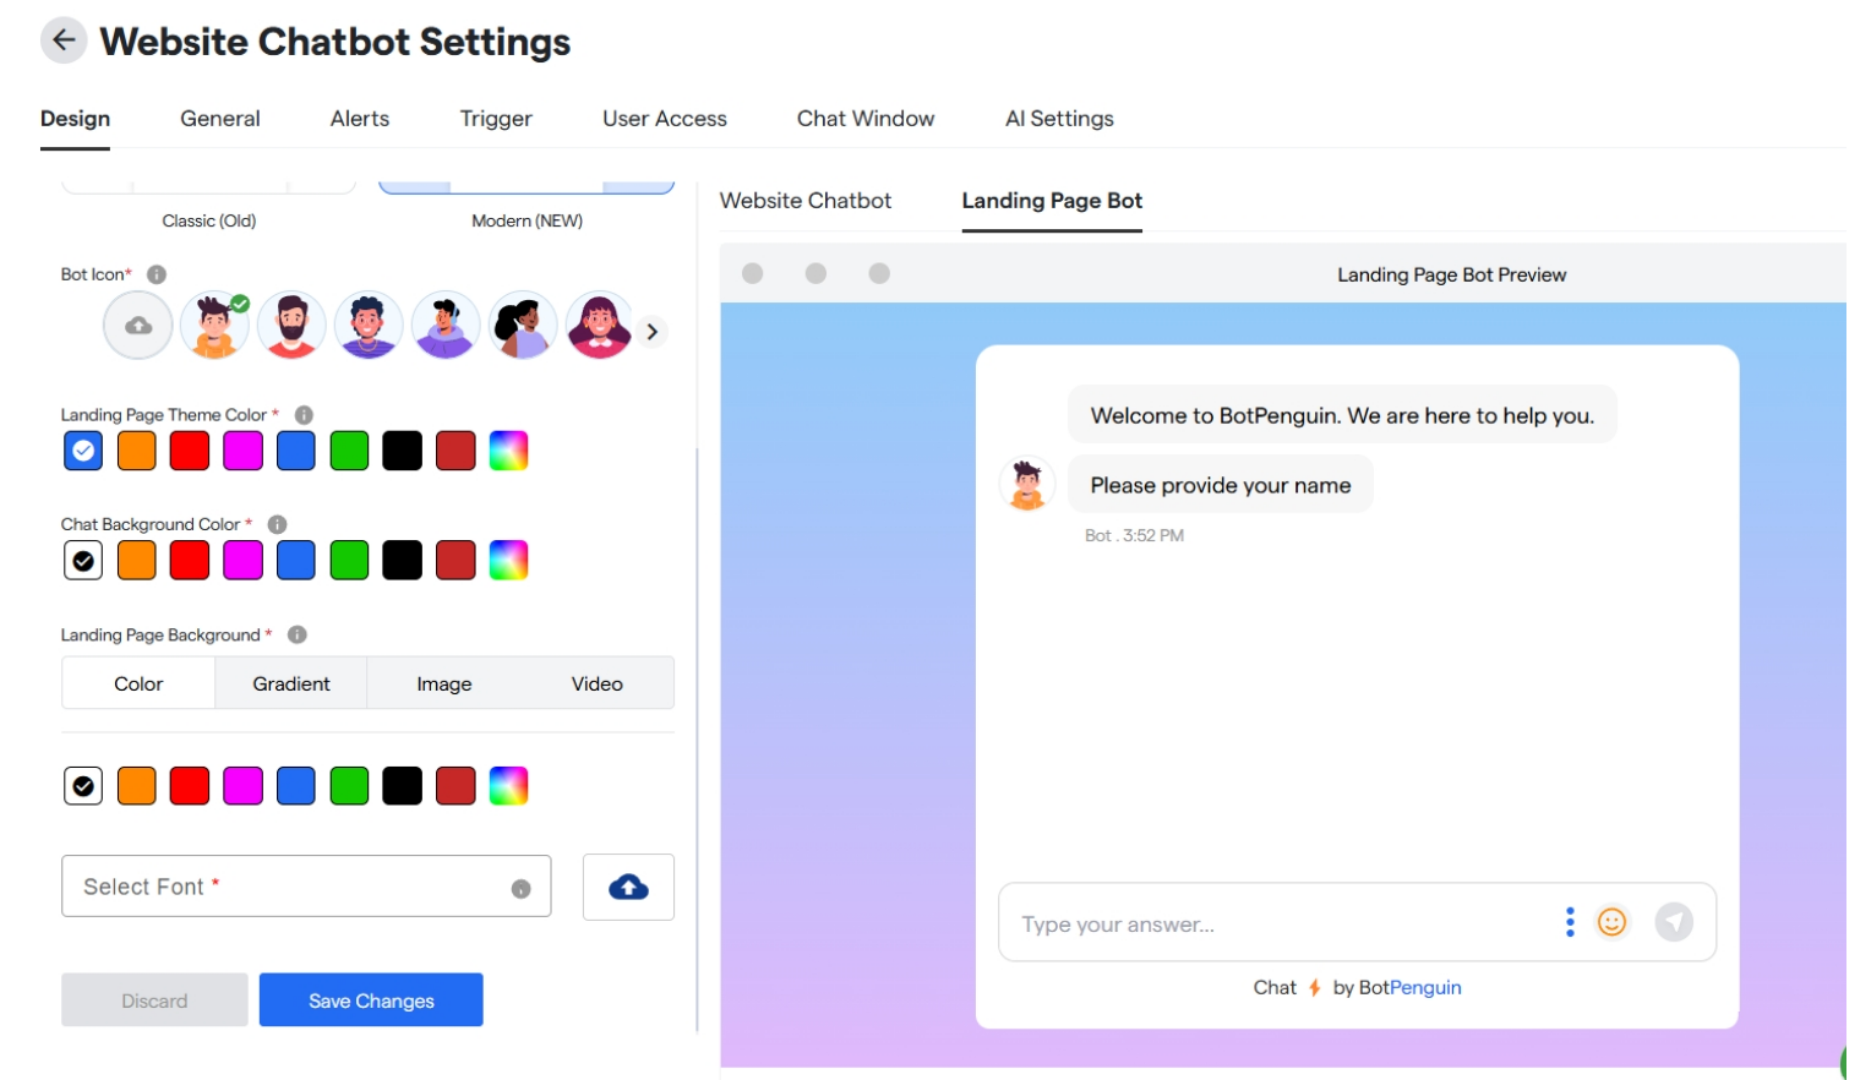 Website Chatbot Settings
Design General Alerts Trigger User Access Chat Window AI Settings
Classic (Old) Modern (NEW)
Bot Icon*
Landing Page Theme Color *
Chat Background Color *
Landing Page Background *
Color Gradient Image Video
Select Font *
Discard Save Changes
Website Chatbot Landing Page Bot
Landing Page Bot Preview
Welcome to BotPenguin. We are here to help you.
Please provide your name
Bot . 3:52 PM
Type your answer...
Chat by BotPenguin